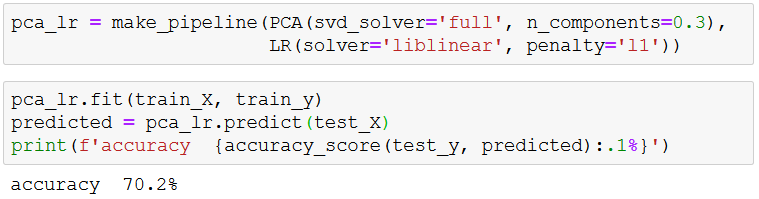 pca_lr = make_pipeline(PCA(svd_solver='full', n_components=0.3),
                       LR(solver='liblinear', penalty='l1'))
pca_lr.fit(train_X, train_y)
predicted = pca_lr.predict(test_X)
print(f'accuracy  {accuracy_score(test_y, predicted):.1%}')
accuracy  70.2%